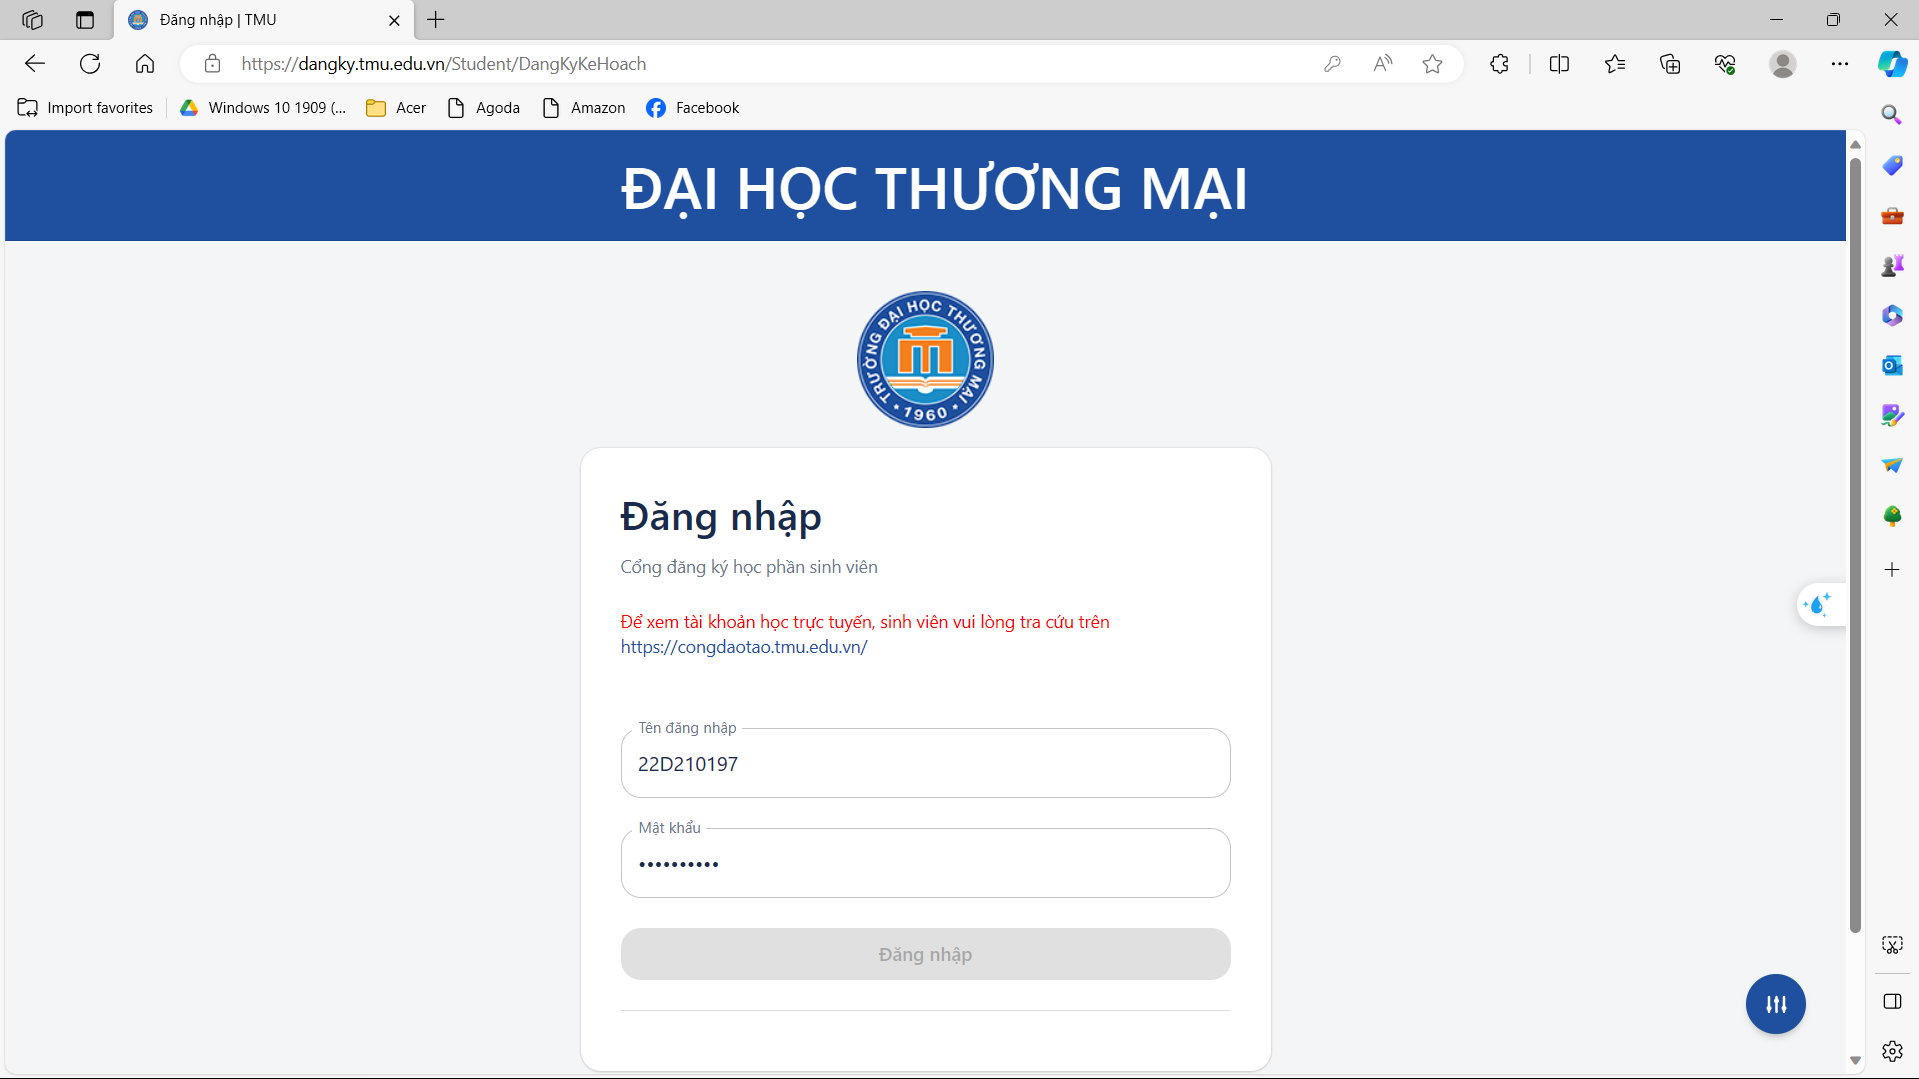 Đăng nhập | TMU
https://dangky.tmu.edu.vn/Student/DangKyKeHoach
Import favorites
Windows 10 1909 (...
Acer
Agoda
Amazon
Facebook
ĐẠI HỌC THƯƠNG MẠI
TRƯỜNG ĐẠI HỌC THƯƠNG MẠI
1960
Đăng nhập
Cổng đăng ký học phần sinh viên
Để xem tài khoản học trực tuyến, sinh viên vui lòng tra cứu trên
https://congdaotao.tmu.edu.vn/
Tên đăng nhập
22D210197
Mật khẩu
••••••••••
Đăng nhập